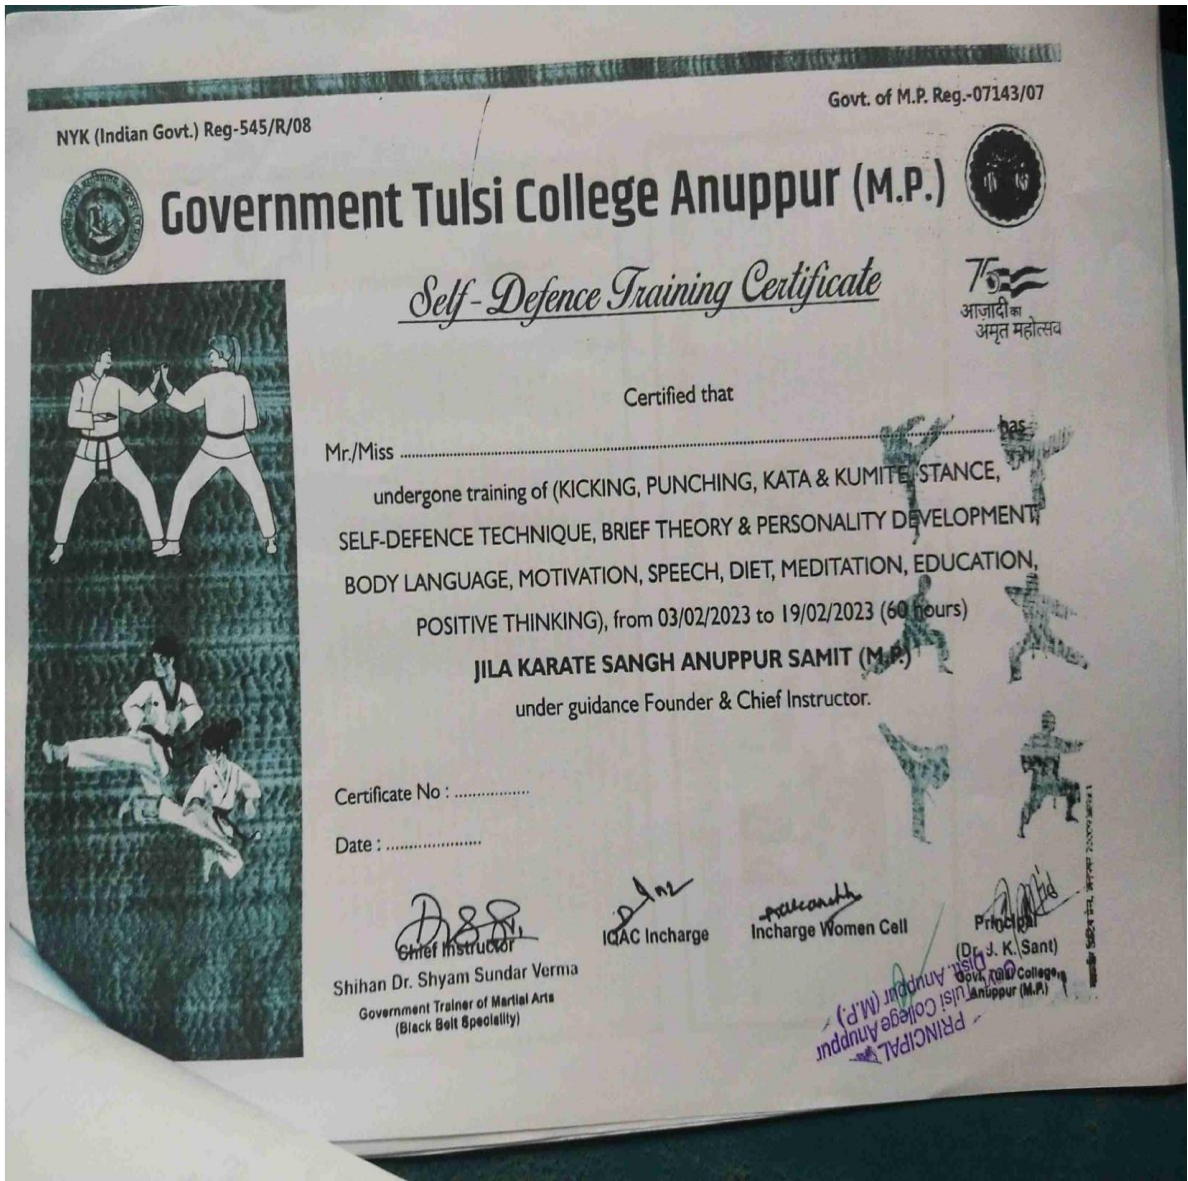 Govt. of M.P. Reg.-07143/07
NYK (Indian Govt.) Reg-545/R/08
Government Tulsi College Anuppur (M.P.)
Self-Defence Training Certificate
75
आज़ादी का
अमृत महोत्सव
Certified that
Mr./Miss ........................................ has
undergone training of (KICKING, PUNCHING, KATA & KUMITE STANCE,
SELF-DEFENCE TECHNIQUE, BRIEF THEORY & PERSONALITY DEVELOPMENT,
BODY LANGUAGE, MOTIVATION, SPEECH, DIET, MEDITATION, EDUCATION,
POSITIVE THINKING), from 03/02/2023 to 19/02/2023 (60 hours)
JILA KARATE SANGH ANUPPUR SAMIT (M.P.)
under guidance Founder & Chief Instructor.
Certificate No : .................
Date : ......................
Chief Instructor
Shihan Dr. Shyam Sundar Verma
Government Trainer of Martial Arts
(Black Belt Speciality)
IQAC Incharge
Incharge Women Cell
Principal
(Dr. J. K. Sant)
Govt. Tulsi College,
Anuppur (M.P.)
PRINCIPAL
Govt. Tulsi College Anuppur
Distt. Anuppur (M.P.)